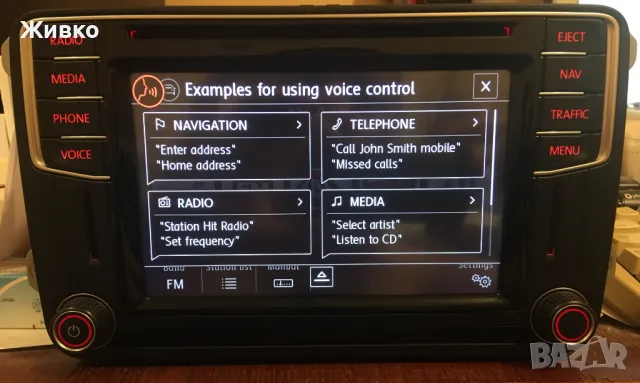 Живко
RADIO
MEDIA
PHONE
VOICE
EJECT
NAV
TRAFFIC
MENU
Examples for using voice control
X
NAVIGATION >
"Enter address"
"Home address"
TELEPHONE >
"Call John Smith mobile"
"Missed calls"
RADIO >
"Station Hit Radio"
"Set frequency"
MEDIA >
"Select artist"
"Listen to CD"
Band
Station list
Manual
Settings
FM
BAZAR